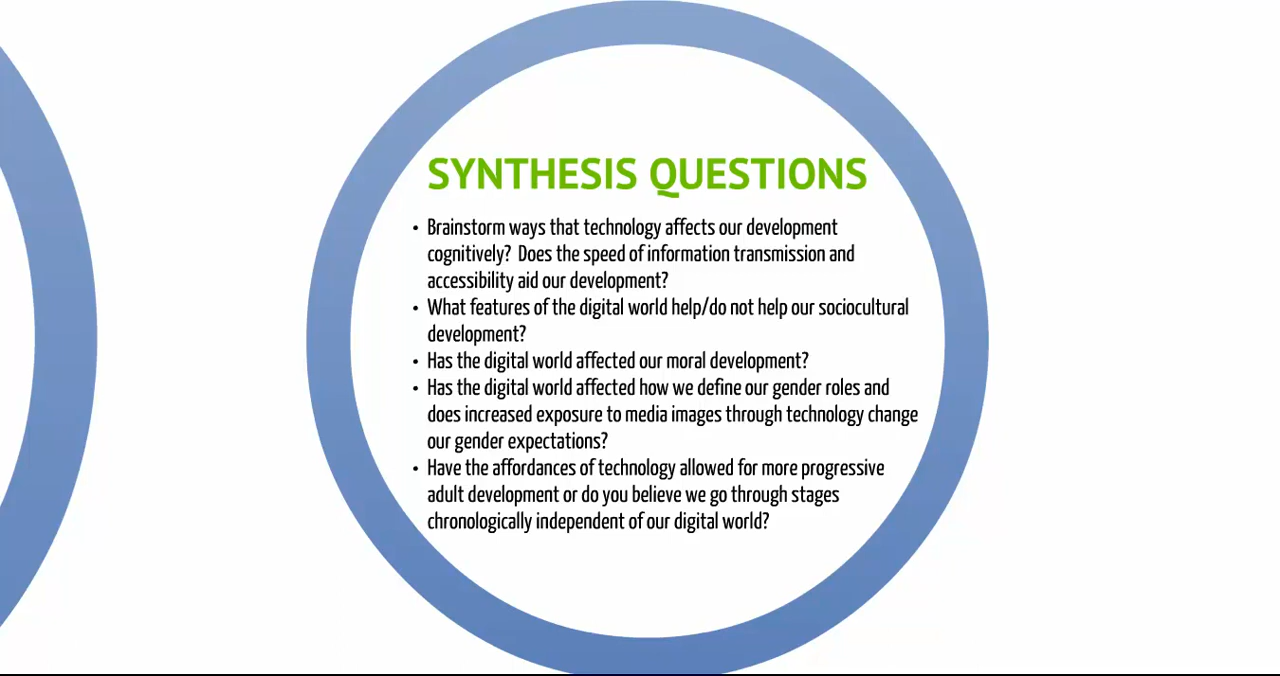 SYNTHESIS QUESTIONS
• Brainstorm ways that technology affects our development
cognitively?  Does the speed of information transmission and
accessibility aid our development?
• What features of the digital world help/do not help our sociocultural
development?
• Has the digital world affected our moral development?
• Has the digital world affected how we define our gender roles and
does increased exposure to media images through technology change
our gender expectations?
• Have the affordances of technology allowed for more progressive
adult development or do you believe we go through stages
chronologically independent of our digital world?